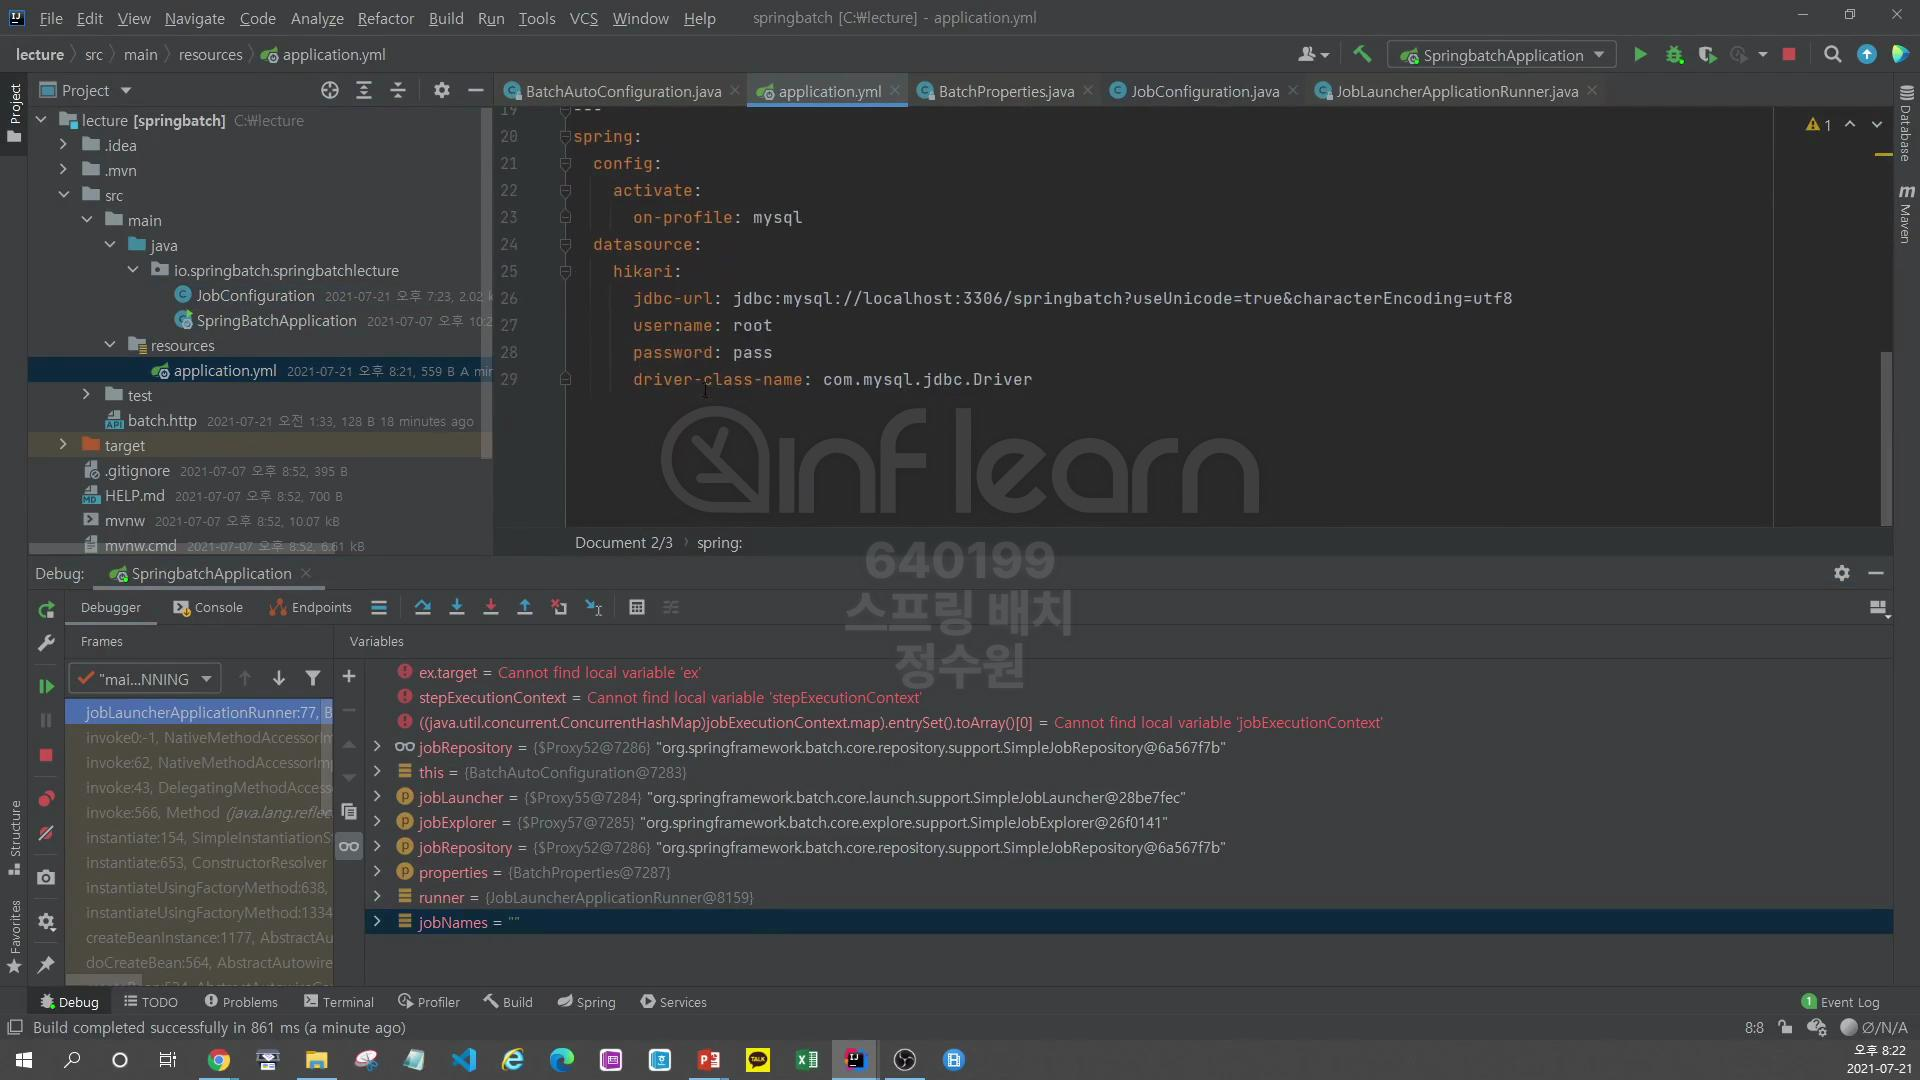 File Edit View Navigate Code Analyze Refactor Build Run Tools VCS Window Help springbatch [C:₩lecture] - application.yml
lecture src main resources application.yml SpringbatchApplication
Project
BatchAutoConfiguration.java application.yml BatchProperties.java JobConfiguration.java JobLauncherApplicationRunner.java
lecture [springbatch] C:₩lecture
.idea
.mvn
src
main
java
io.springbatch.springbatchlecture
JobConfiguration 2021-07-21 오후 7:23, 2.02
SpringBatchApplication 2021-07-07 오후 10:2
resources
application.yml 2021-07-21 오후 8:21, 559 B A
test
batch.http 2021-07-21 오전 1:33, 128 B 18 minutes ago
target
.gitignore 2021-07-07 오후 8:52, 395 B
HELP.md 2021-07-07 오후 8:52, 700 B
mvnw 2021-07-07 오후 8:52, 10.07 kB
mvnw.cmd 2021-07-07 오후 8:52, 6.61 kB
19 ---
20 spring:
21 config:
22 activate:
23 on-profile: mysql
24 datasource:
25 hikari:
26 jdbc-url: jdbc:mysql://localhost:3306/springbatch?useUnicode=true&characterEncoding=utf8
27 username: root
28 password: pass
29 driver-class-name: com.mysql.jdbc.Driver
1
inflearn
640199
스프링 배치
정수원
Document 2/3 spring:
Project
Structure
Favorites
Database
Maven
Debug: SpringbatchApplication
Debugger Console Endpoints
Frames Variables
"mai...NNING
jobLauncherApplicationRunner:77, B
invoke0:-1, NativeMethodAccessorIm
invoke:62, NativeMethodAccessorImp
invoke:43, DelegatingMethodAccess
invoke:566, Method (java.lang.reflec
instantiate:154, SimpleInstantiationS
instantiate:653, ConstructorResolver
instantiateUsingFactoryMethod:638,
instantiateUsingFactoryMethod:1334
createBeanInstance:1177, AbstractAu
doCreateBean:564, AbstractAutowire
ex.target = Cannot find local variable 'ex'
stepExecutionContext = Cannot find local variable 'stepExecutionContext'
((java.util.concurrent.ConcurrentHashMap)jobExecutionContext.map).entrySet().toArray()[0] = Cannot find local variable 'jobExecutionContext'
jobRepository = {$Proxy52@7286} "org.springframework.batch.core.repository.support.SimpleJobRepository@6a567f7b"
this = {BatchAutoConfiguration@7283}
jobLauncher = {$Proxy55@7284} "org.springframework.batch.core.launch.support.SimpleJobLauncher@28be7fec"
jobExplorer = {$Proxy57@7285} "org.springframework.batch.core.explore.support.SimpleJobExplorer@26f0141"
jobRepository = {$Proxy52@7286} "org.springframework.batch.core.repository.support.SimpleJobRepository@6a567f7b"
properties = {BatchProperties@7287}
runner = {JobLauncherApplicationRunner@8159}
jobNames = ""
Debug TODO Problems Terminal Profiler Build Spring Services 1 Event Log
Build completed successfully in 861 ms (a minute ago) 8:8 Ø/N/A
오후 8:22
2021-07-21